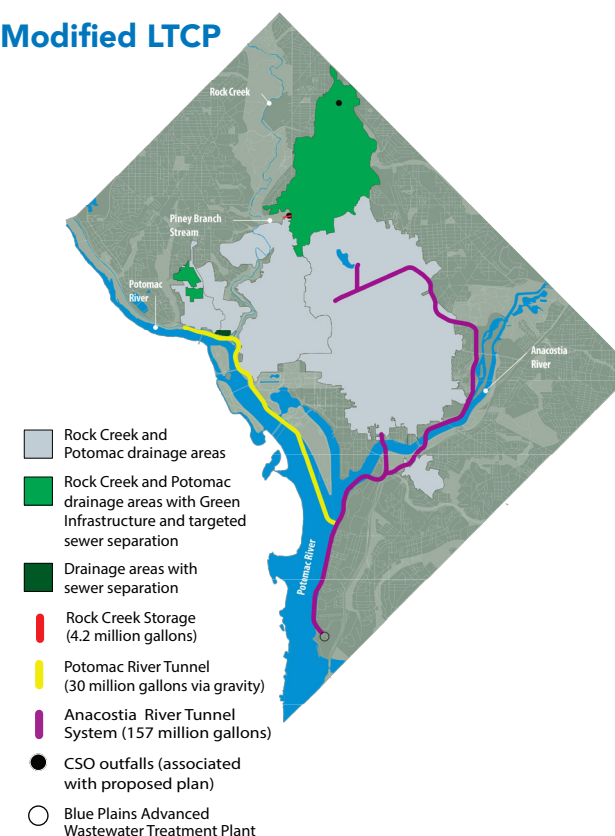 Modified LTCP
Rock Creek
Piney Branch
Stream
Potomac
River
Anacostia
River
Potomac River
Rock Creek and
Potomac drainage areas
Rock Creek and Potomac
drainage areas with Green
Infrastructure and targeted
sewer separation
Drainage areas with
sewer separation
Rock Creek Storage
(4.2 million gallons)
Potomac River Tunnel
(30 million gallons via gravity)
Anacostia River Tunnel
System (157 million gallons)
CSO outfalls (associated
with proposed plan)
Blue Plains Advanced
Wastewater Treatment Plant